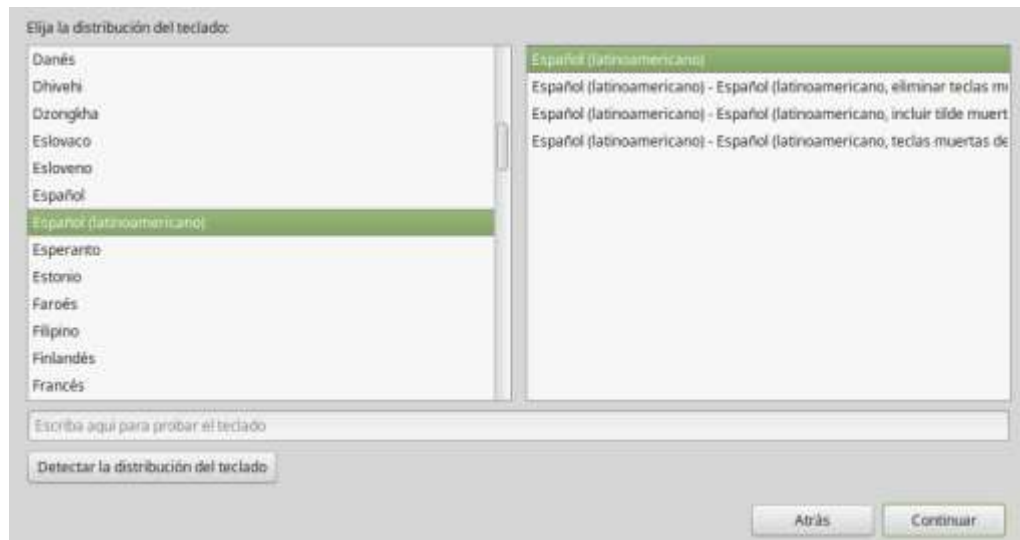 Elija la distribución del teclado:
Danés
Dhivehi
Dzongkha
Eslovaco
Esloveno
Español
Español (latinoamericano)
Esperanto
Estonio
Faroés
Filipino
Finlandés
Francés
Español (latinoamericano)
Español (latinoamericano) - Español (latinoamericano, eliminar teclas
Español (latinoamericano) - Español (latinoamericano, incluir tilde muert
Español (latinoamericano) - Español (latinoamericano, teclas muertas de
Escriba aquí para probar el teclado
Detectar la distribución del teclado
Atrás
Continuar